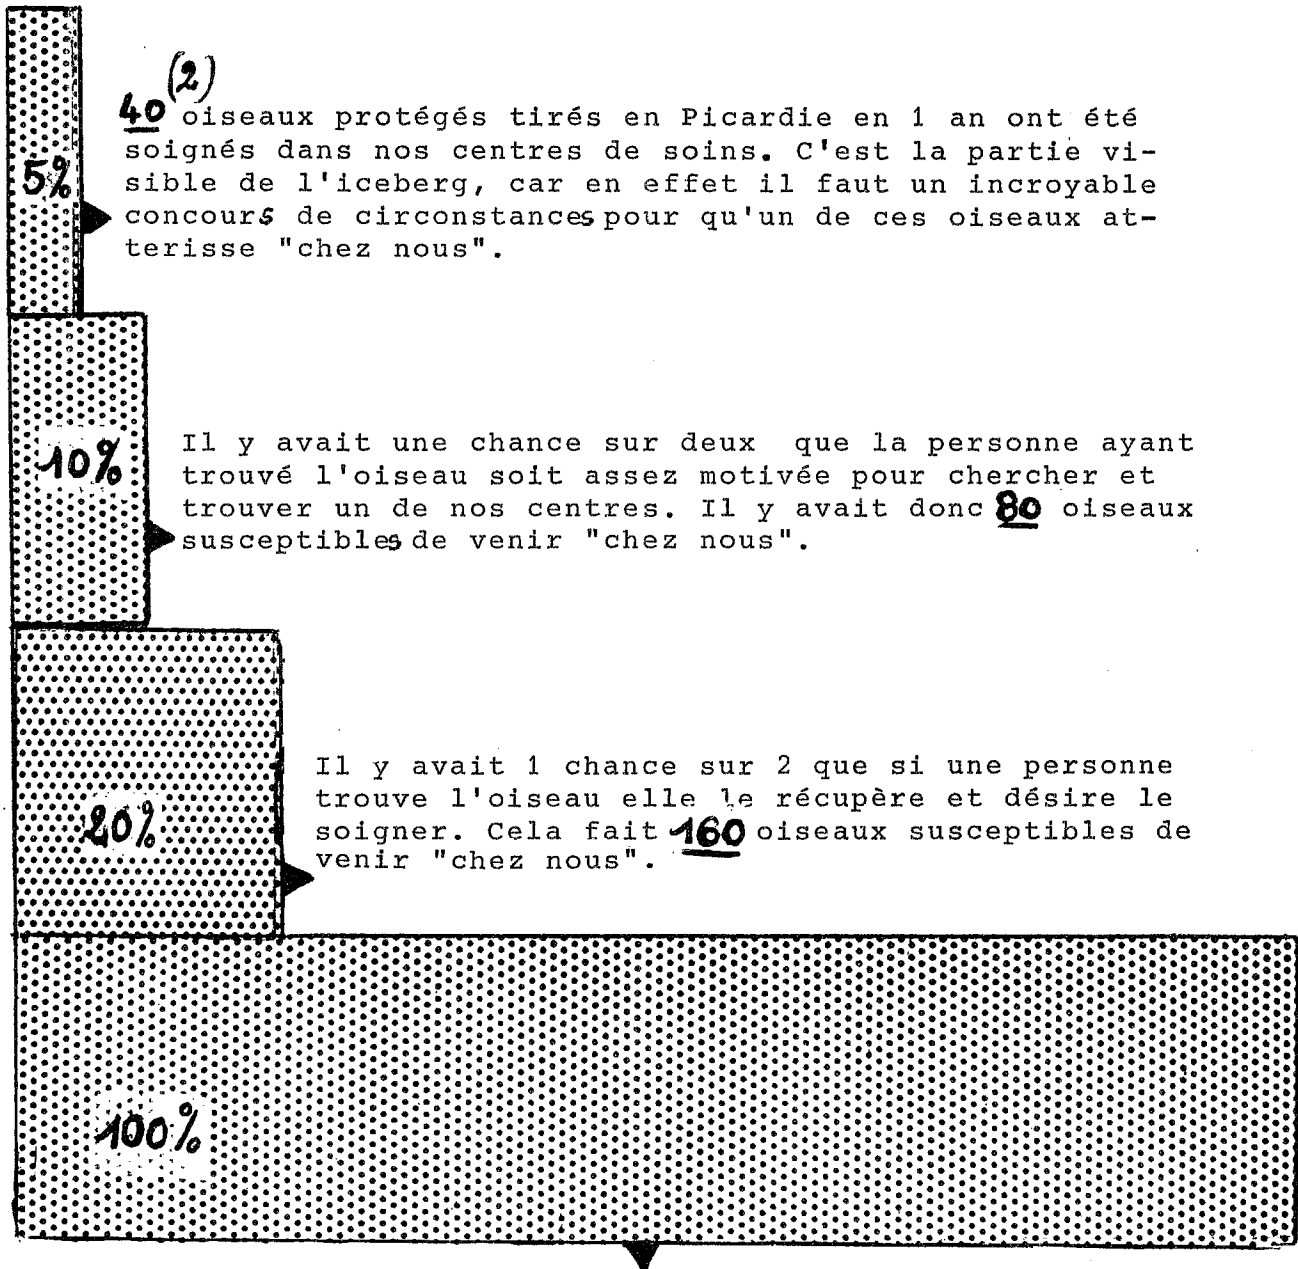 (2)
40 oiseaux protégés tirés en Picardie en 1 an ont été
soignés dans nos centres de soins. C'est la partie vi-
5% sible de l'iceberg, car en effet il faut un incroyable
concours de circonstances pour qu'un de ces oiseaux at-
terisse "chez nous".
10% Il y avait une chance sur deux que la personne ayant
trouvé l'oiseau soit assez motivée pour chercher et
trouver un de nos centres. Il y avait donc 80 oiseaux
susceptibles de venir "chez nous".
Il y avait 1 chance sur 2 que si une personne
trouve l'oiseau elle le récupère et désire le
20% soigner. Cela fait 160 oiseaux susceptibles de
venir "chez nous".
100%